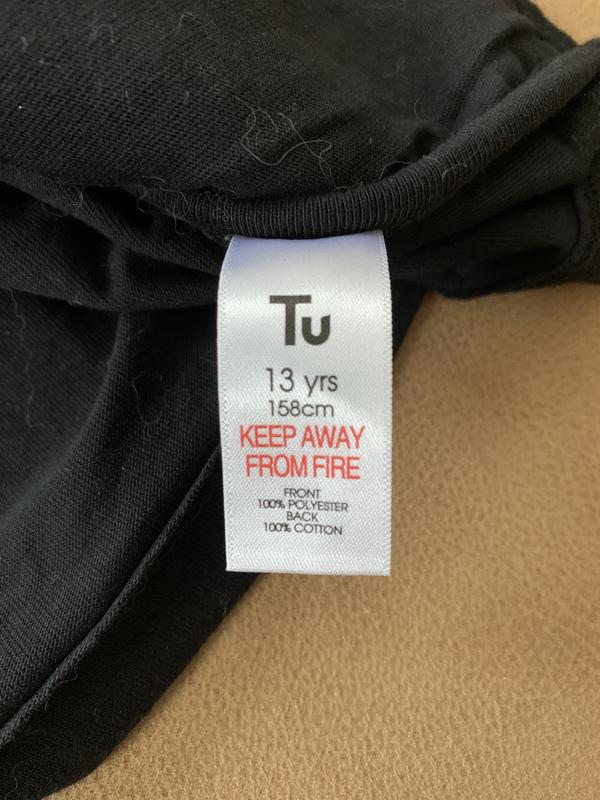 Tu
13 yrs
158cm
KEEP AWAY
FROM FIRE
FRONT
100% POLYESTER
BACK
100% COTTON